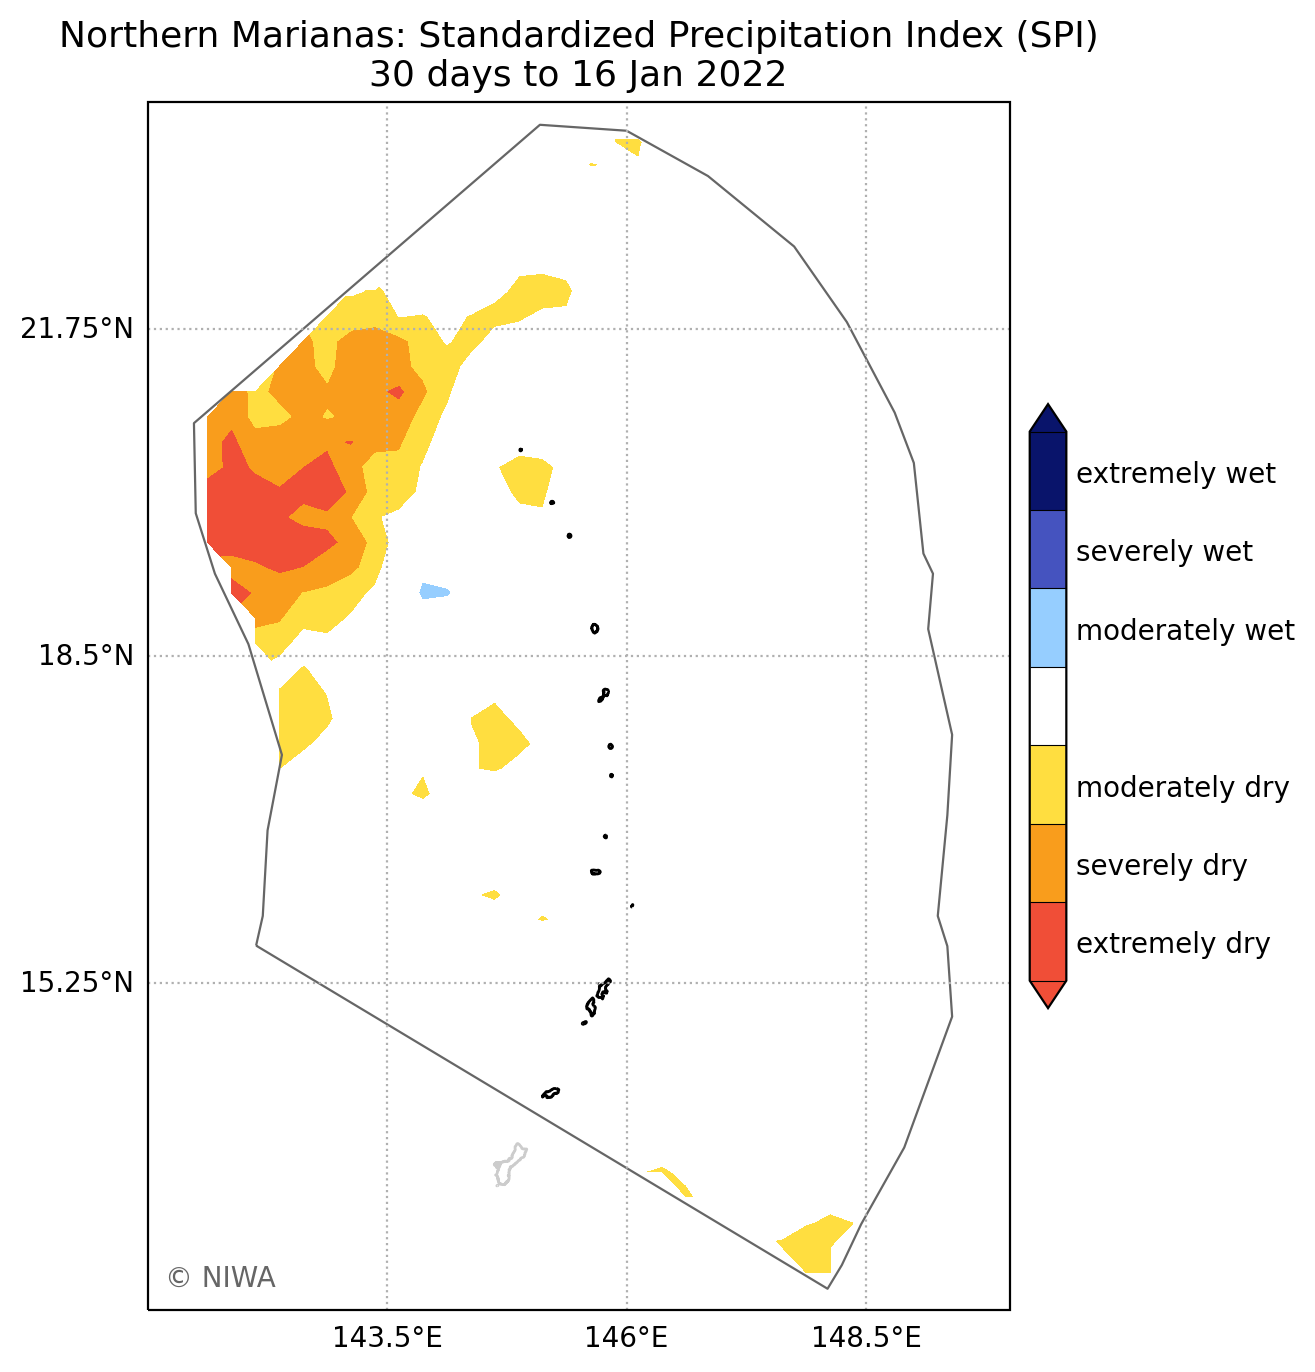 Northern Marianas: Standardized Precipitation Index (SPI)
30 days to 16 Jan 2022
21.75°N
18.5°N
15.25°N
143.5°E
146°E
148.5°E
© NIWA
extremely wet
severely wet
moderately wet
moderately dry
severely dry
extremely dry